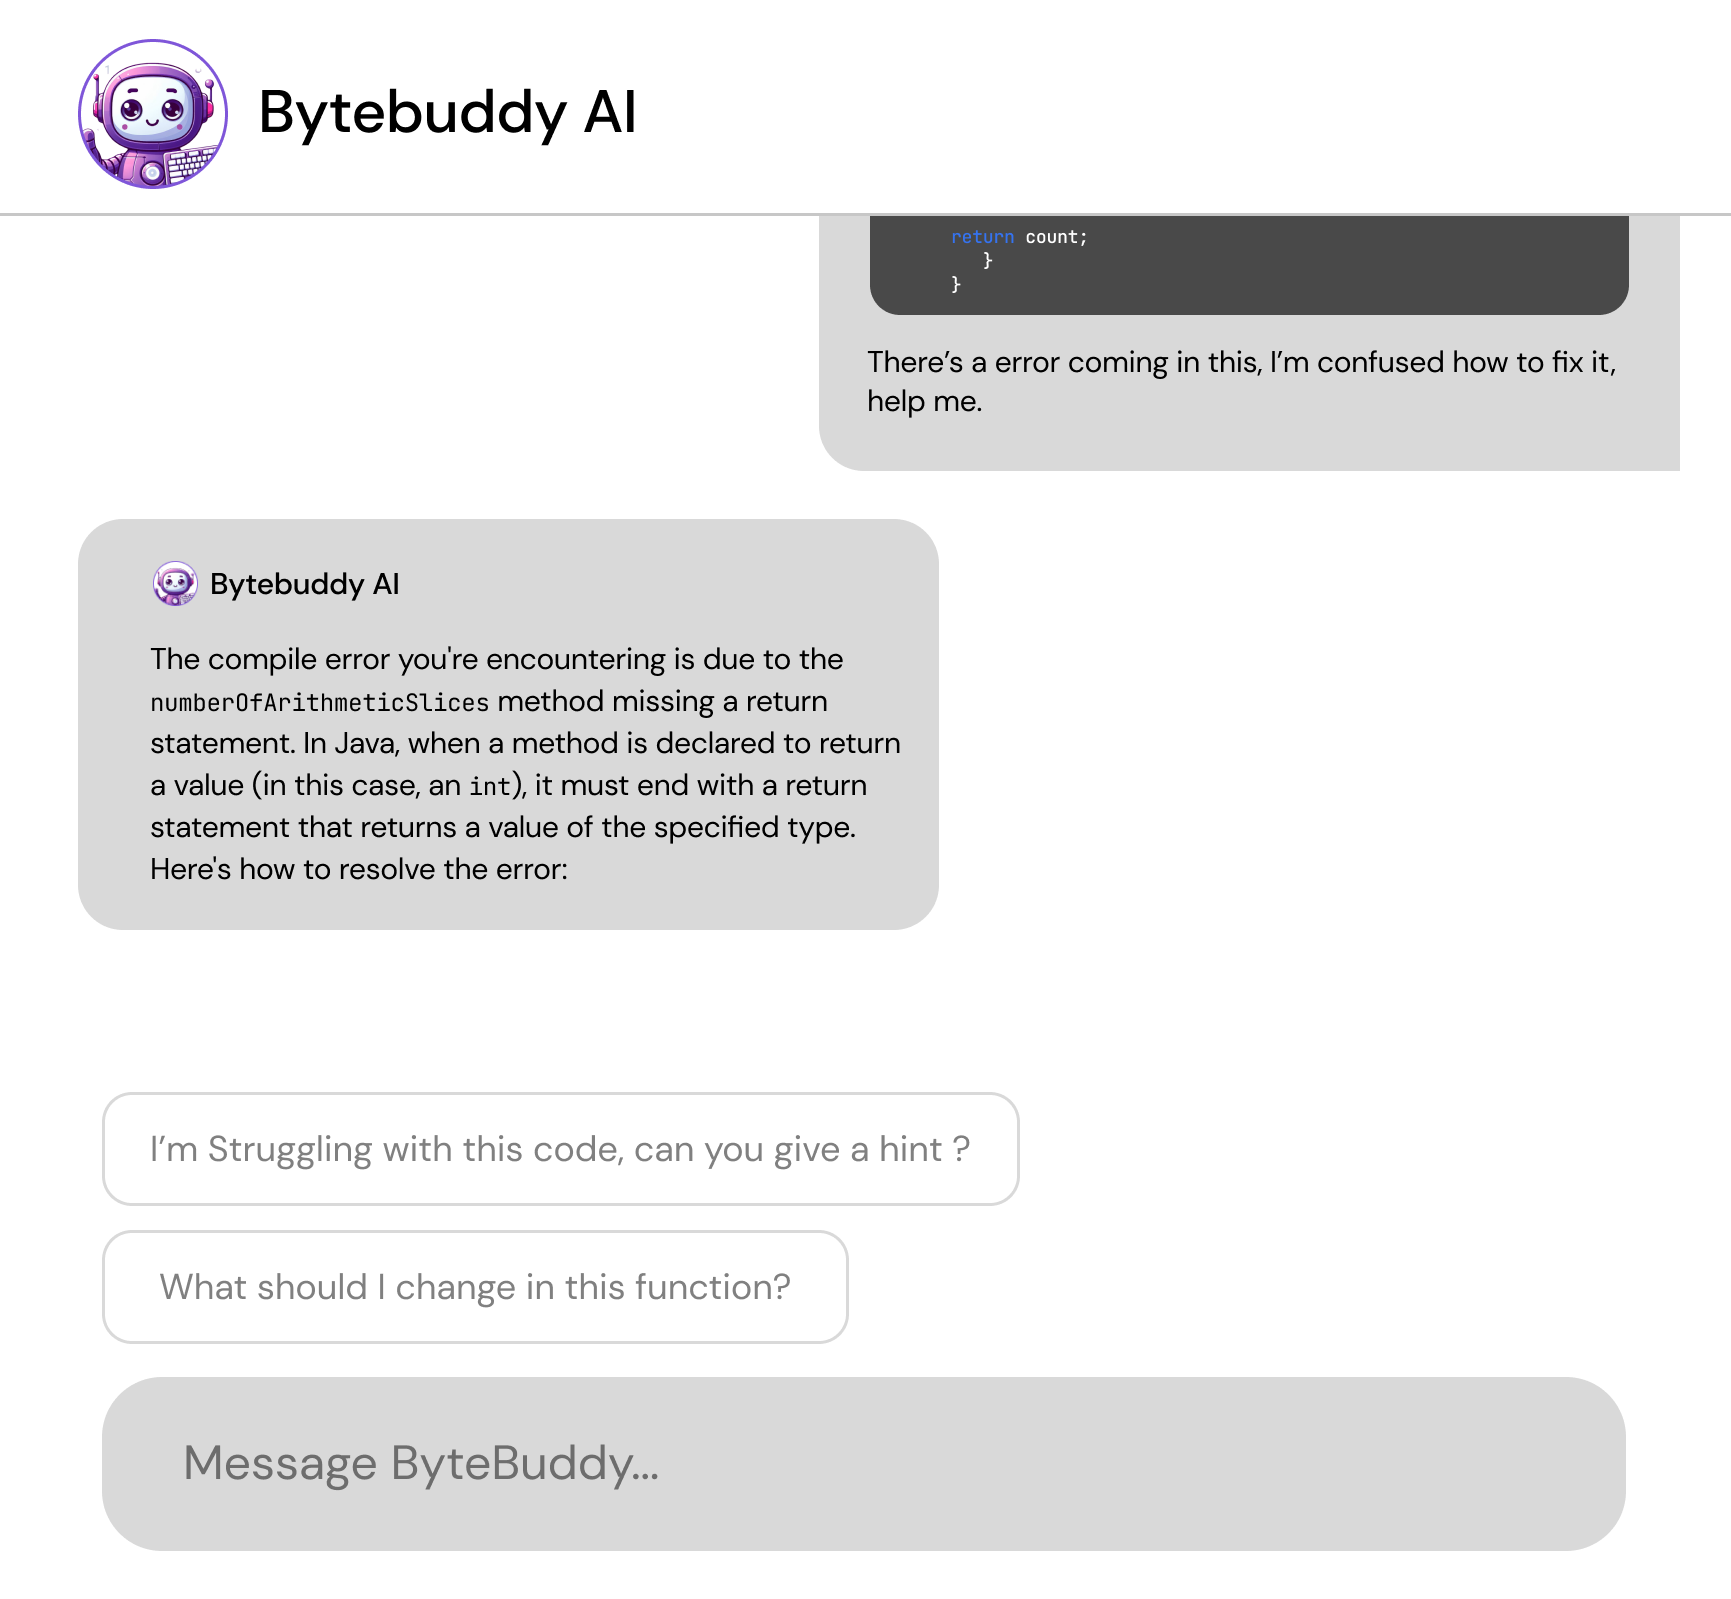 Bytebuddy AI
return count;
}
}
There’s a error coming in this, I’m confused how to fix it,
help me.
Bytebuddy AI
The compile error you're encountering is due to the
numberOfArithmeticSlices method missing a return
statement. In Java, when a method is declared to return
a value (in this case, an int), it must end with a return
statement that returns a value of the specified type.
Here's how to resolve the error:
I’m Struggling with this code, can you give a hint ?
What should I change in this function?
Message ByteBuddy...